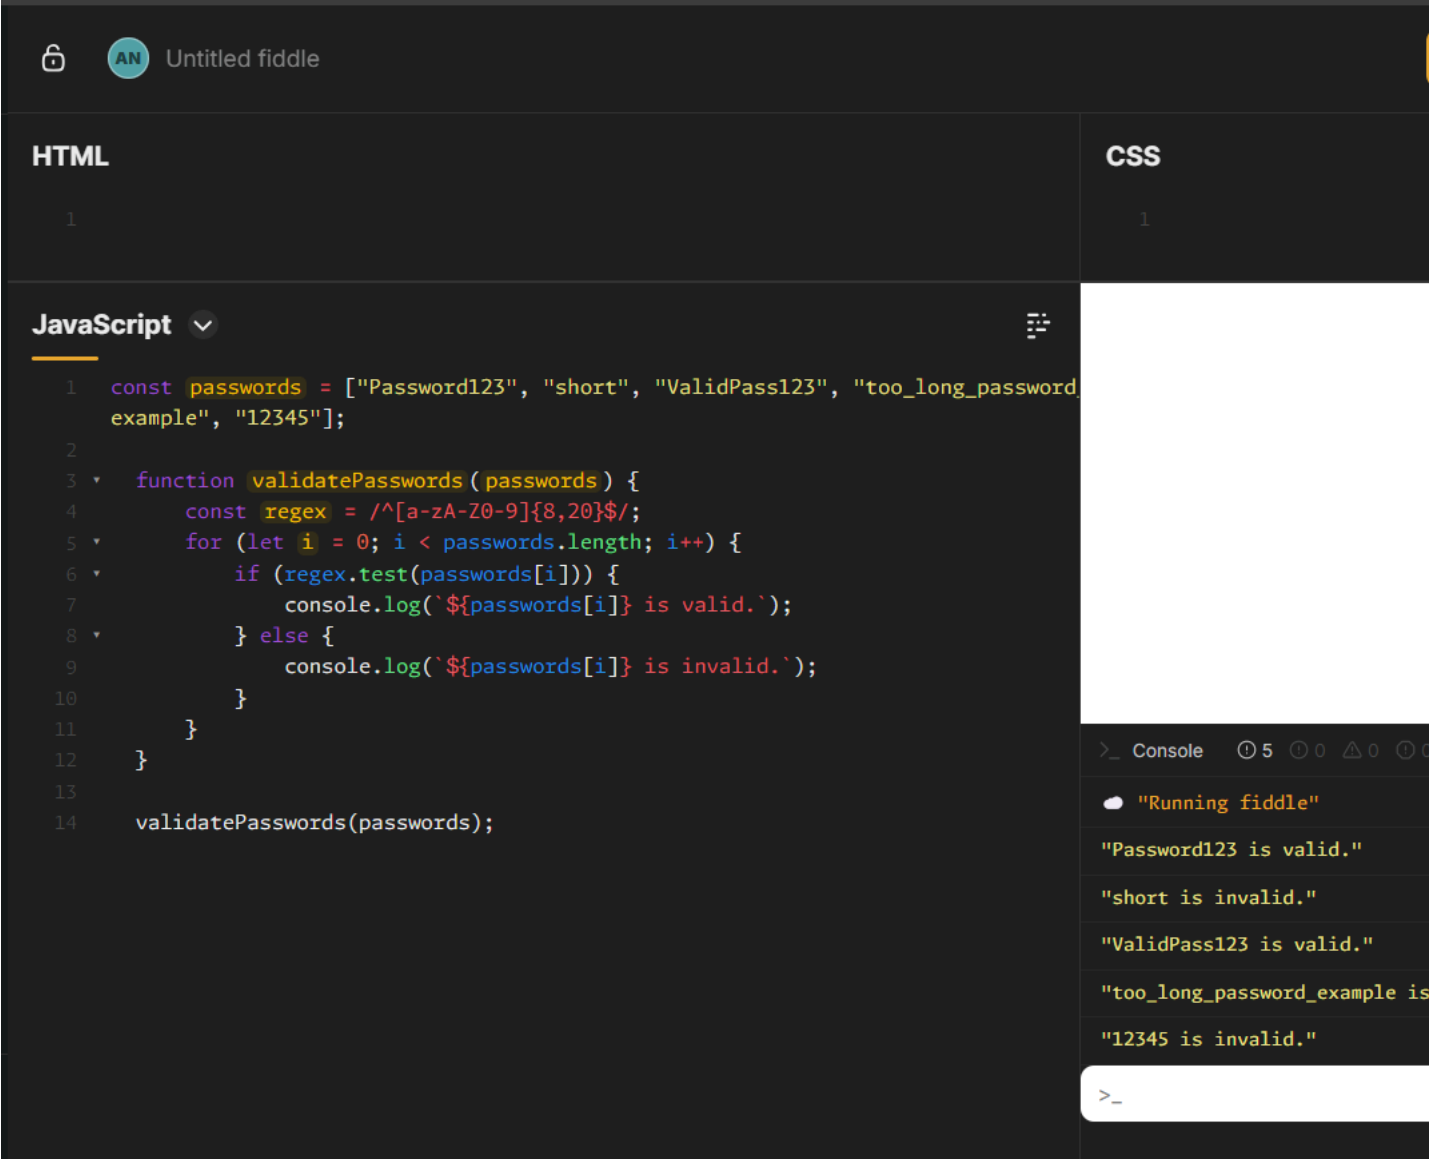 AN Untitled fiddle
HTML
1
CSS
1
JavaScript
1 const passwords = ["Password123", "short", "ValidPass123", "too_long_password_
example", "12345"];
2
3 function validatePasswords(passwords) {
4 const regex = /^[a-zA-Z0-9]{8,20}$/;
5 for (let i = 0; i < passwords.length; i++) {
6 if (regex.test(passwords[i])) {
7 console.log(`${passwords[i]} is valid.`);
8 } else {
9 console.log(`${passwords[i]} is invalid.`);
10 }
11 }
12 }
13
14 validatePasswords(passwords);
>_ Console 5 0 0 0
"Running fiddle"
"Password123 is valid."
"short is invalid."
"ValidPass123 is valid."
"too_long_password_example is
"12345 is invalid."
>_